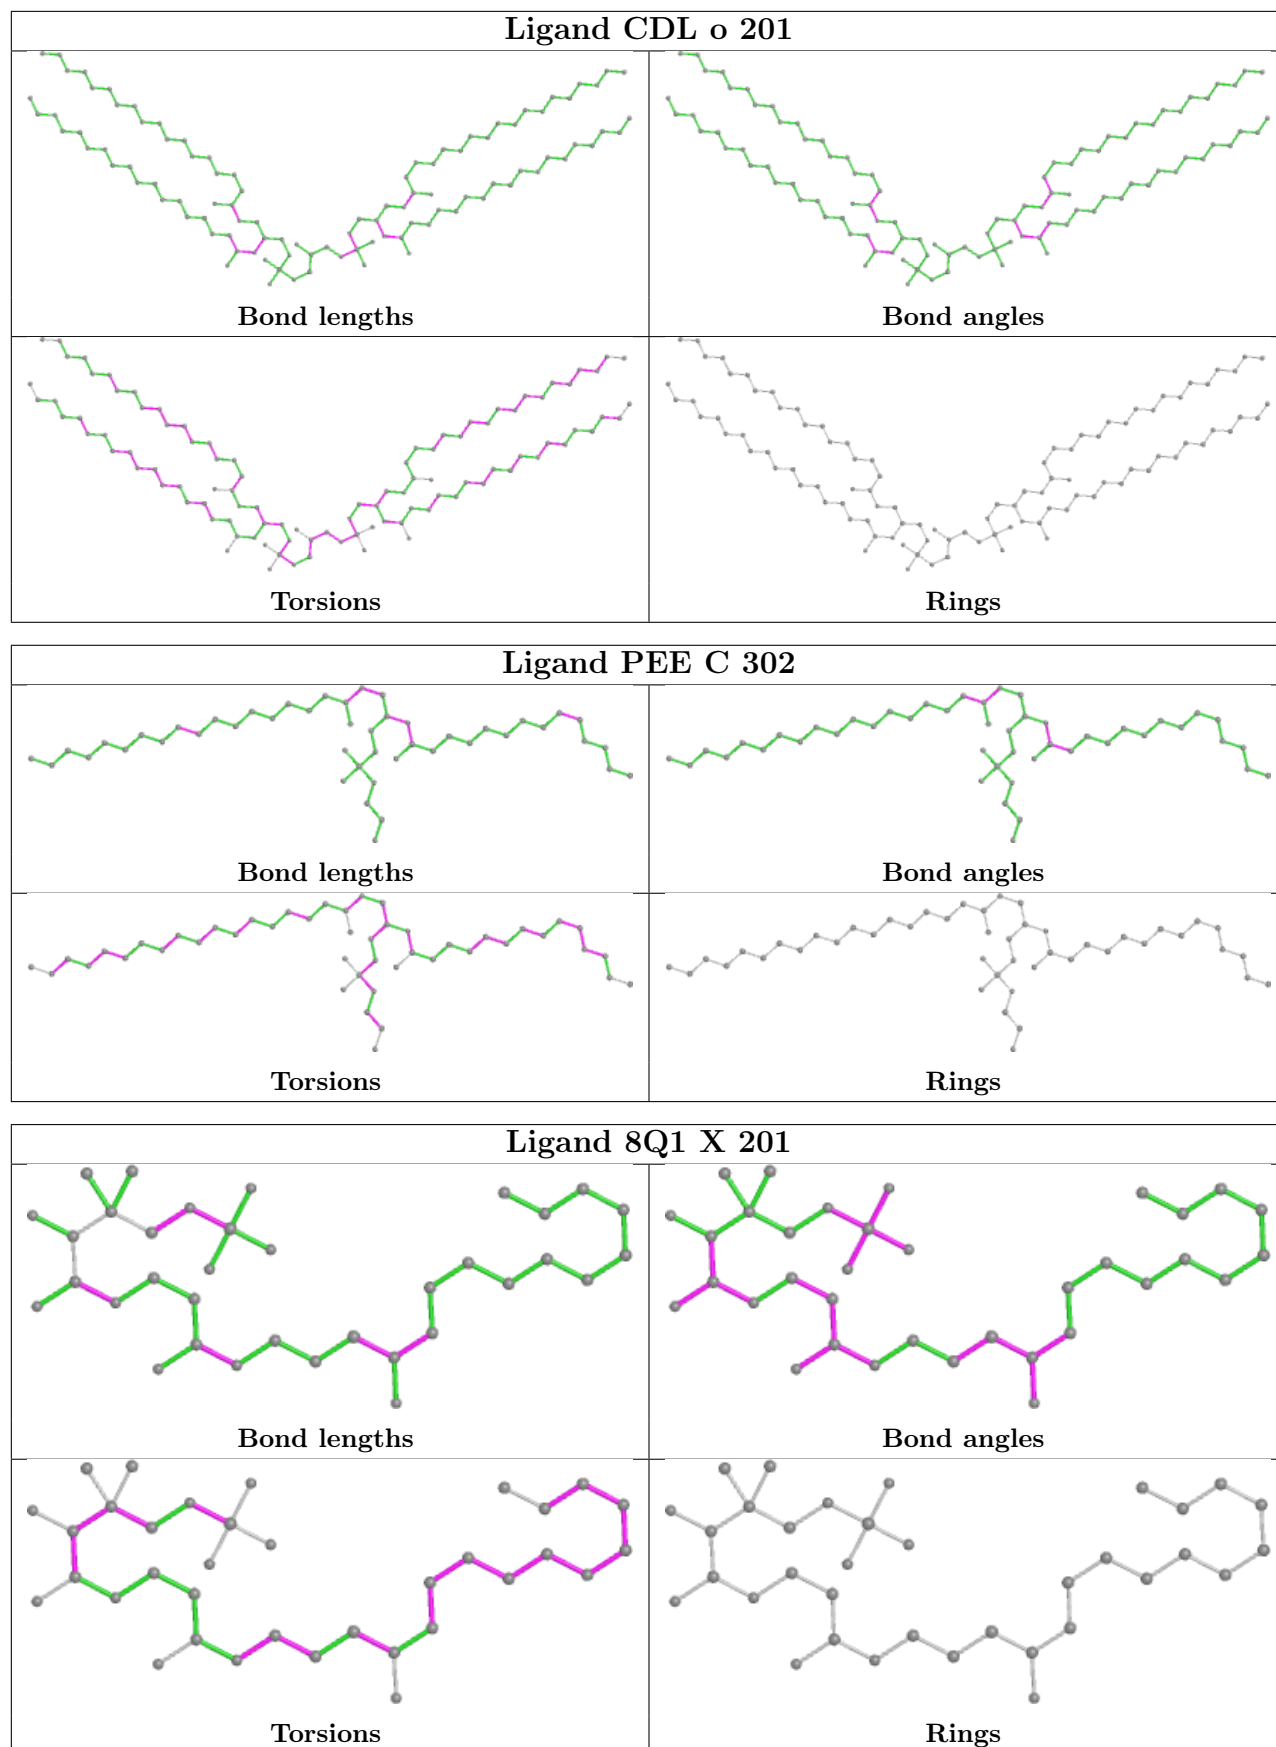 Ligand CDL o 201
Bond lengths
Bond angles
Torsions
Rings
Ligand PEE C 302
Bond lengths
Bond angles
Torsions
Rings
Ligand 8Q1 X 201
Bond lengths
Bond angles
Torsions
Rings